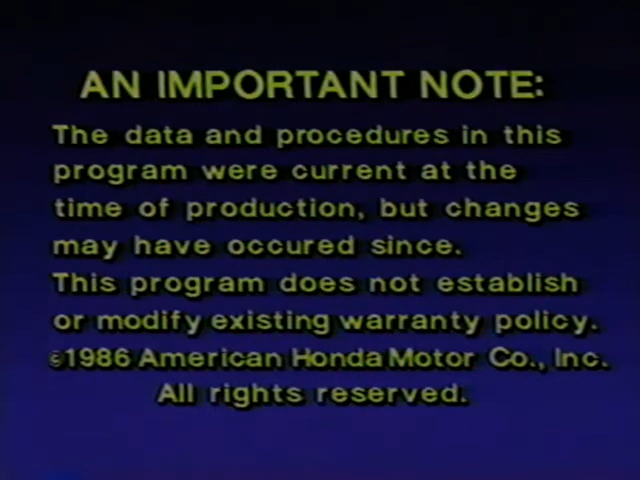 AN IMPORTANT NOTE:
The data and procedures in this
program were current at the
time of production, but changes
may have occured since.
This program does not establish
or modify existing warranty policy.
©1986 American Honda Motor Co., Inc.
All rights reserved.